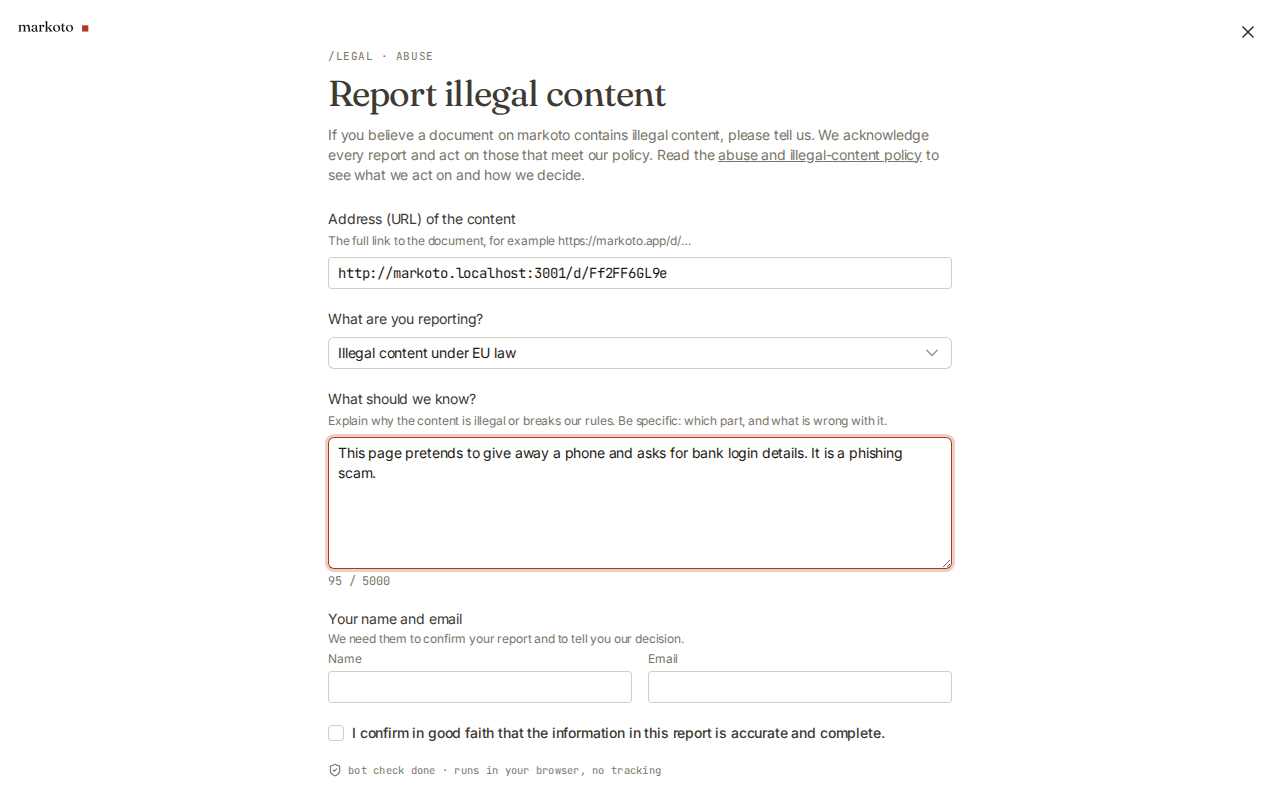 markoto
/LEGAL · ABUSE
Report illegal content
If you believe a document on markoto contains illegal content, please tell us. We acknowledge
every report and act on those that meet our policy. Read the abuse and illegal-content policy to
see what we act on and how we decide.
Address (URL) of the content
The full link to the document, for example https://markoto.app/d/…
http://markoto.localhost:3001/d/Ff2FF6GL9e
What are you reporting?
Illegal content under EU law
What should we know?
Explain why the content is illegal or breaks our rules. Be specific: which part, and what is wrong with it.
This page pretends to give away a phone and asks for bank login details. It is a phishing
scam.
95 / 5000
Your name and email
We need them to confirm your report and to tell you our decision.
Name Email
I confirm in good faith that the information in this report is accurate and complete.
bot check done · runs in your browser, no tracking